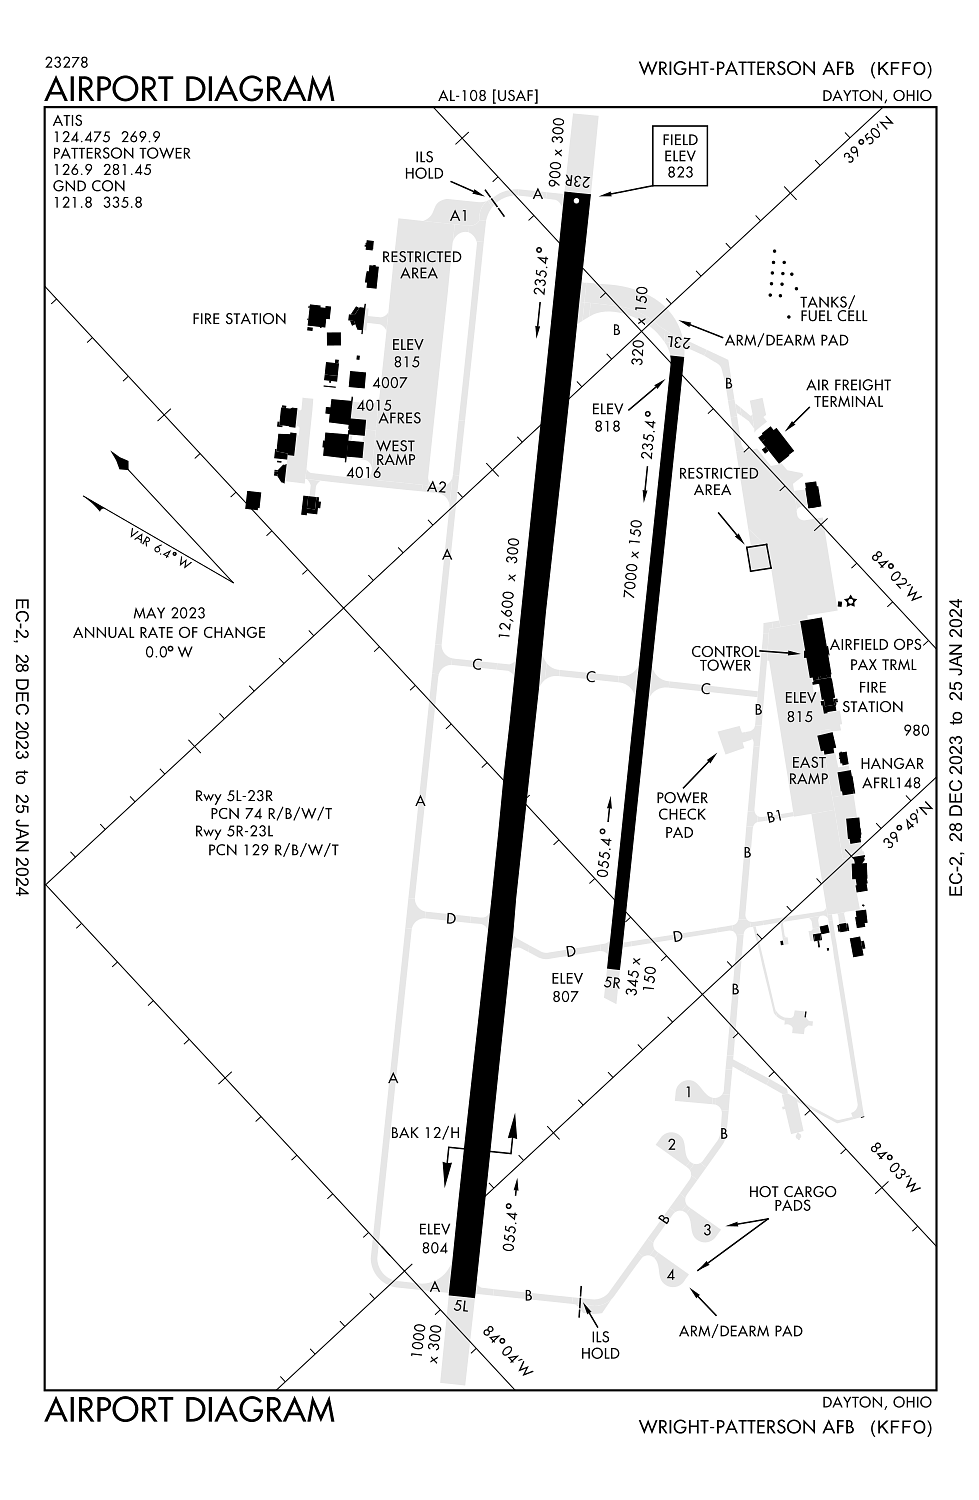 23278
AIRPORT DIAGRAM
AL-108 [USAF]
WRIGHT-PATTERSON AFB (KFFO)
DAYTON, OHIO
ATIS
124.475 269.9
PATTERSON TOWER
126.9 281.45
GND CON
121.8 335.8
ILS
HOLD
900 x 300
FIELD
ELEV
823
39°50'N
A
23R
A1
RESTRICTED
AREA
235.4°
TANKS/
FUEL CELL
FIRE STATION
B
320 x 150
ARM/DEARM PAD
23L
ELEV
815
4007
B
AIR FREIGHT
TERMINAL
4015
AFRES
ELEV
818
235.4°
WEST
RAMP
4016
RESTRICTED
AREA
A2
VAR 6.4° W
A
12,600 x 300
7000 x 150
84°02'W
MAY 2023
ANNUAL RATE OF CHANGE
0.0° W
CONTROL
TOWER
AIRFIELD OPS
PAX TRML
C
C
C
FIRE
STATION
ELEV
815
B
980
EAST
RAMP
HANGAR
AFRL148
Rwy 5L-23R
PCN 74 R/B/W/T
Rwy 5R-23L
PCN 129 R/B/W/T
A
POWER
CHECK
PAD
B1
39°49'N
055.4°
B
D
D
D
ELEV
807
5R
345 x
150
B
A
1
BAK 12/H
2
B
84°03'W
HOT CARGO
PADS
ELEV
804
055.4°
B
3
4
A
B
5L
ARM/DEARM PAD
ILS
HOLD
1000
x 300
84°04'W
EC-2, 28 DEC 2023 to 25 JAN 2024
EC-2, 28 DEC 2023 to 25 JAN 2024
AIRPORT DIAGRAM
DAYTON, OHIO
WRIGHT-PATTERSON AFB (KFFO)